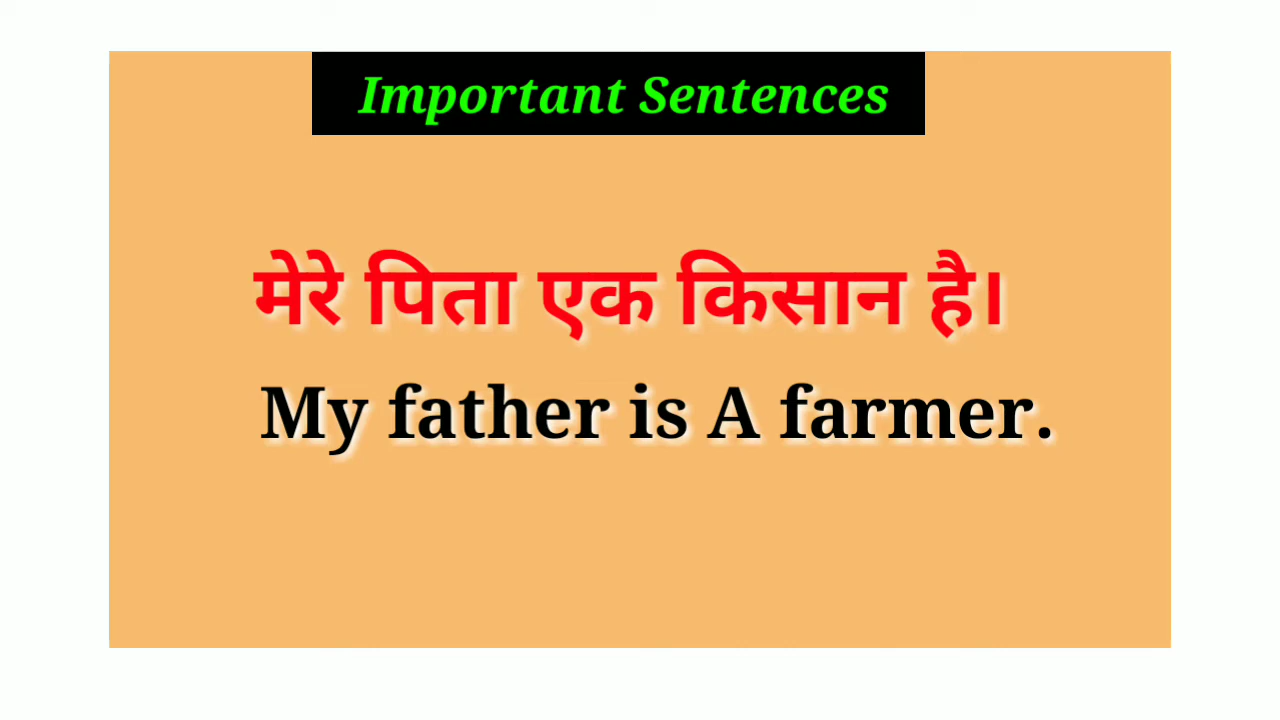 Important Sentences
मेरे पिता एक किसान है।
My father is A farmer.